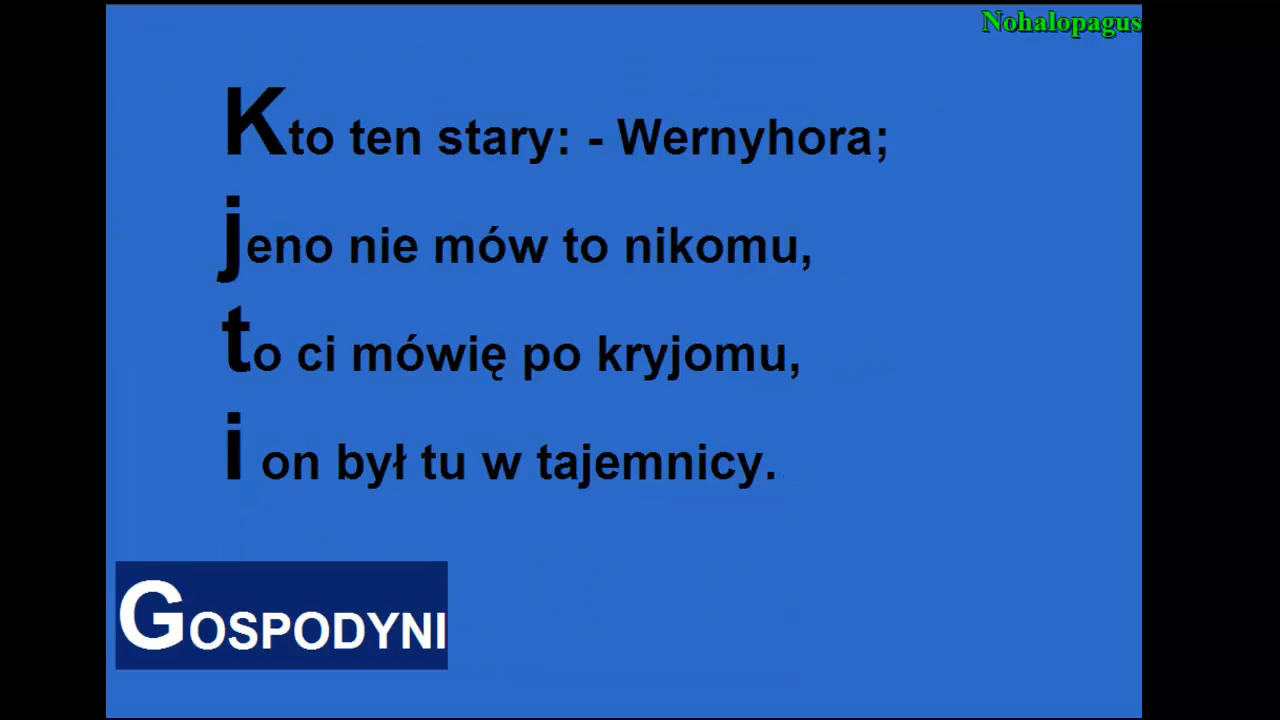 Nohalopagus
Kto ten stary: - Wernyhora;
jeno nie mów to nikomu,
to ci mówię po kryjomu,
i on był tu w tajemnicy.
GOSPODYNI